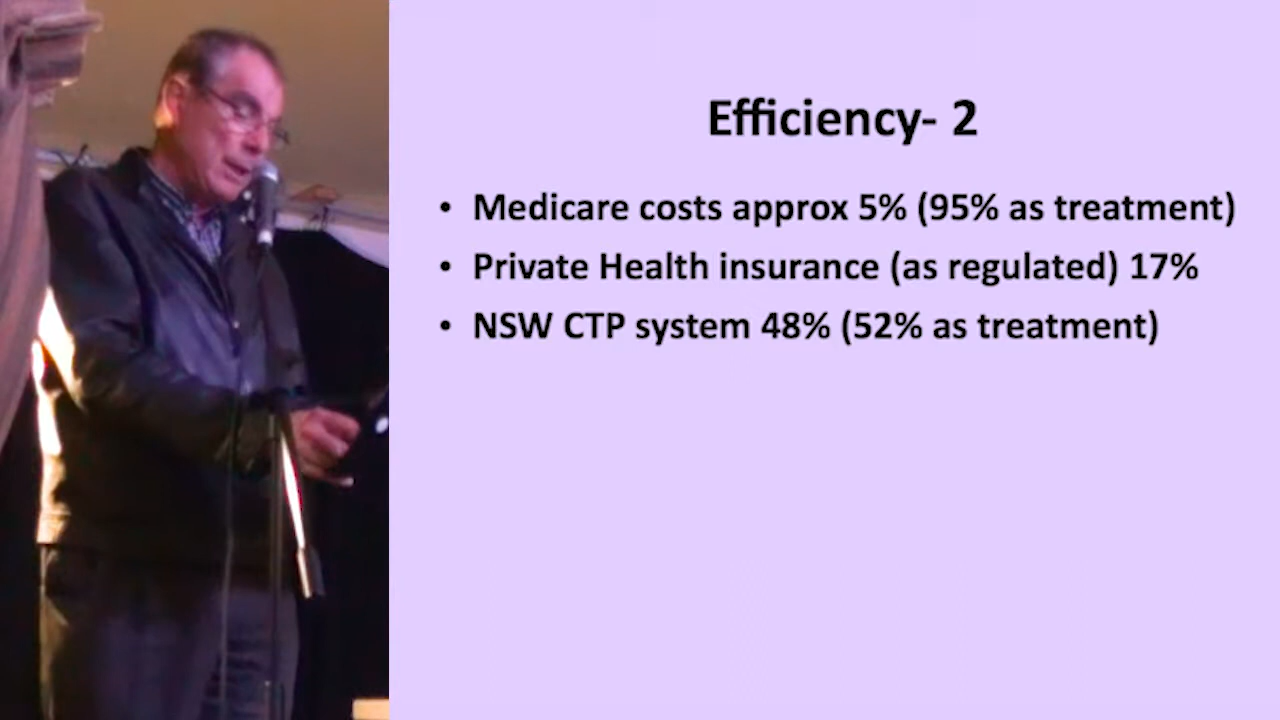 Efficiency- 2
• Medicare costs approx 5% (95% as treatment)
• Private Health insurance (as regulated) 17%
• NSW CTP system 48% (52% as treatment)